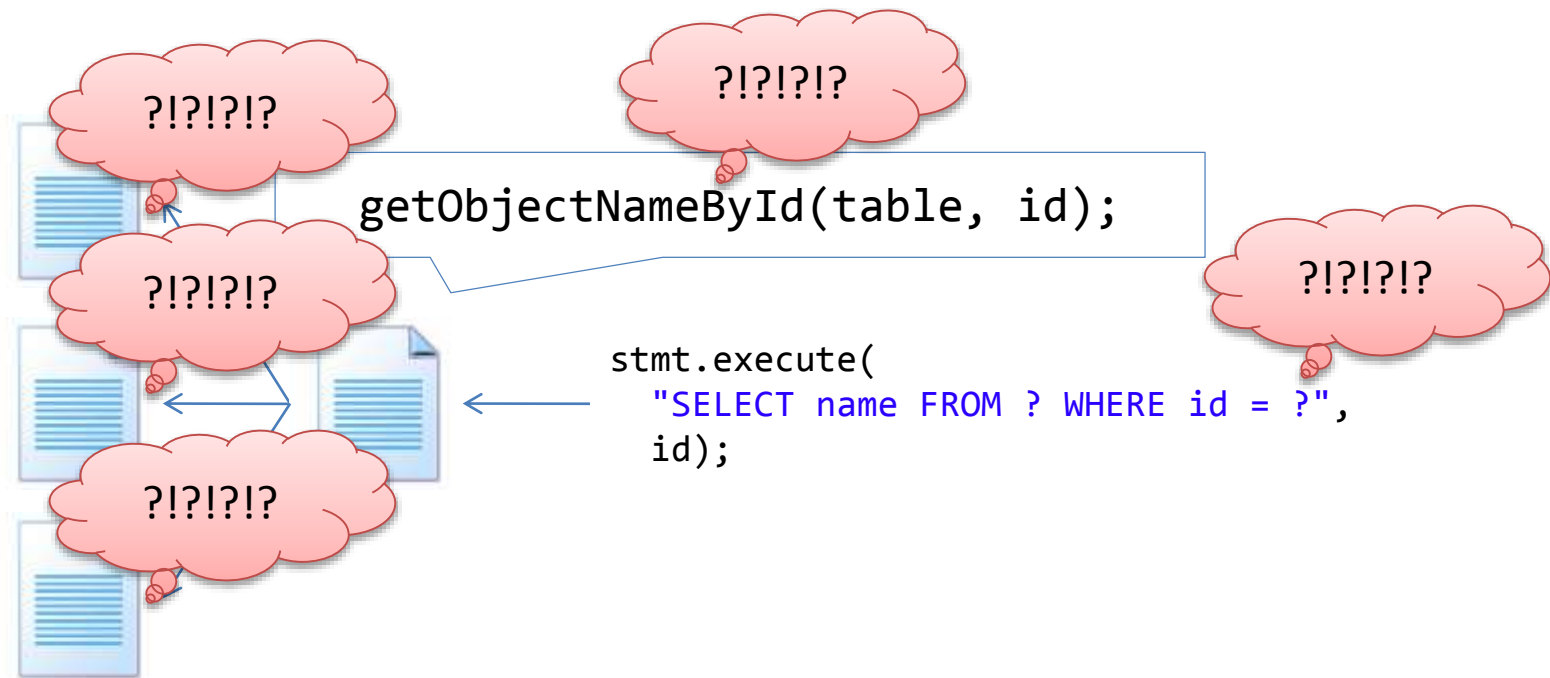 ?!?!?!?
?!?!?!?
getObjectNameById(table, id);
?!?!?!?
?!?!?!?
stmt.execute(
"SELECT name FROM ? WHERE id = ?",
id);
?!?!?!?